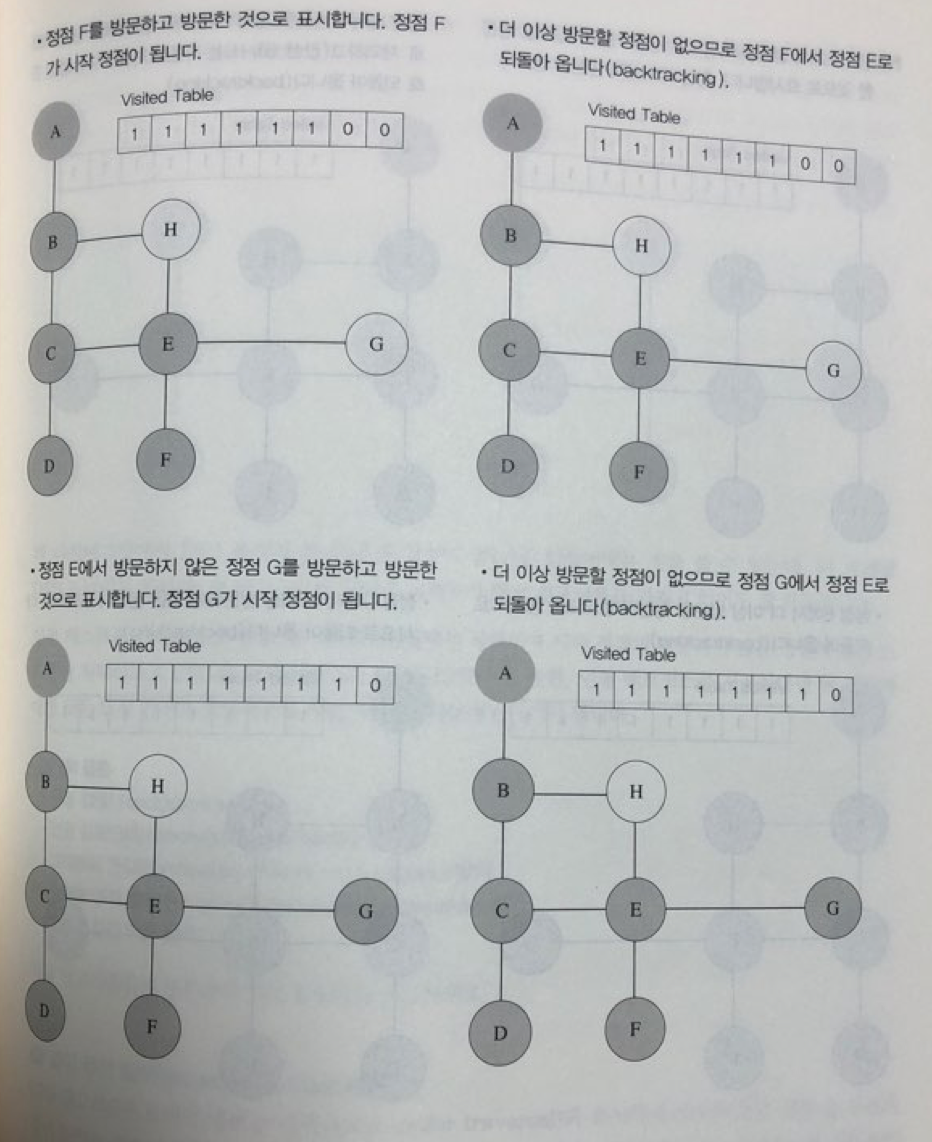 · 정점 F를 방문하고 방문한 것으로 표시합니다. 정점 F
가 시작 정점이 됩니다.
Visited Table
1 1 1 1 1 1 0 0
A
B
H
C
E
G
D
F
· 더 이상 방문할 정점이 없으므로 정점 F에서 정점 E로
되돌아 옵니다(backtracking).
Visited Table
1 1 1 1 1 1 0 0
A
B
H
C
E
G
D
F
· 정점 E에서 방문하지 않은 정점 G를 방문하고 방문한
것으로 표시합니다. 정점 G가 시작 정점이 됩니다.
Visited Table
1 1 1 1 1 1 1 0
A
B
H
C
E
G
D
F
· 더 이상 방문할 정점이 없으므로 정점 G에서 정점 E로
되돌아 옵니다(backtracking).
Visited Table
1 1 1 1 1 1 1 0
A
B
H
C
E
G
D
F